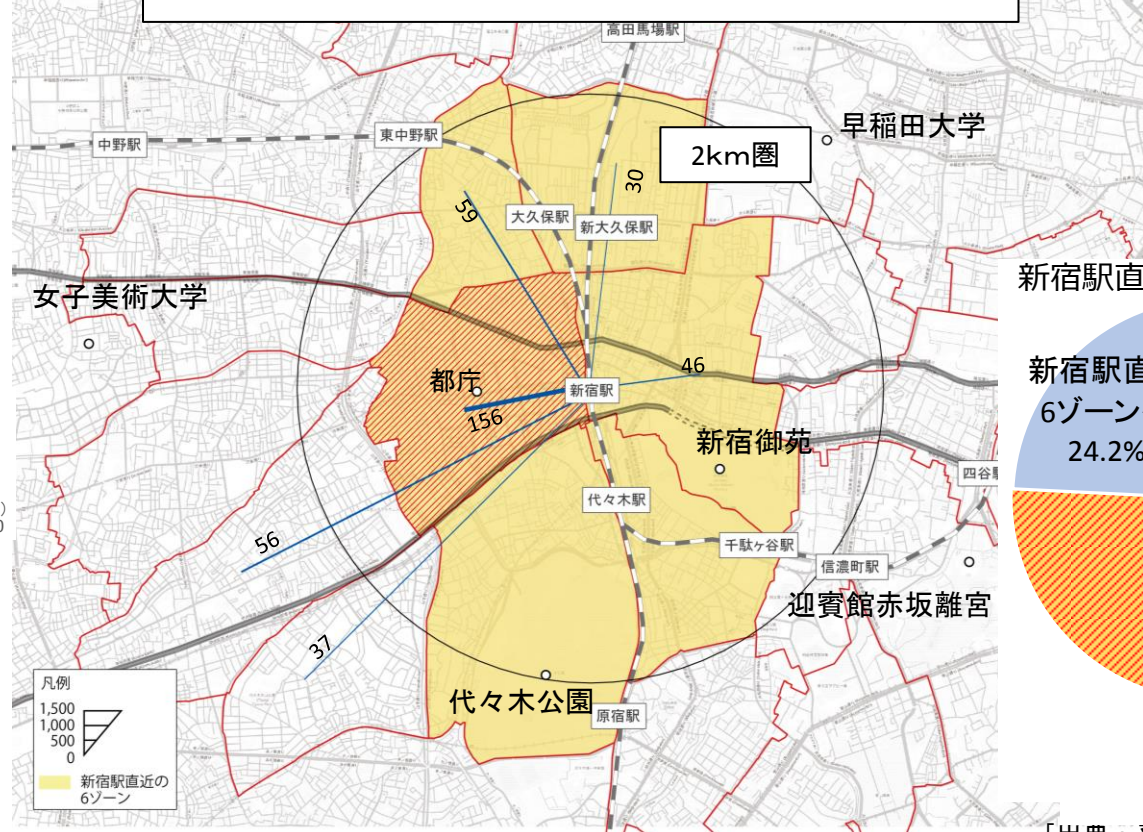 高田馬場駅
早稲田大学
東中野駅
中野駅
2km圏
30
59
大久保駅
新大久保駅
新宿駅直
女子美術大学
46
新宿駅直
都庁
新宿駅
6ゾーン
156
新宿御苑
24.2%
四谷
代々木駅
56
千駄ヶ谷駅
信濃町駅
迎賓館赤坂離宮
37
代々木公園
原宿駅
凡例
1,500
1,000
500
0
新宿駅直近の
6ゾーン